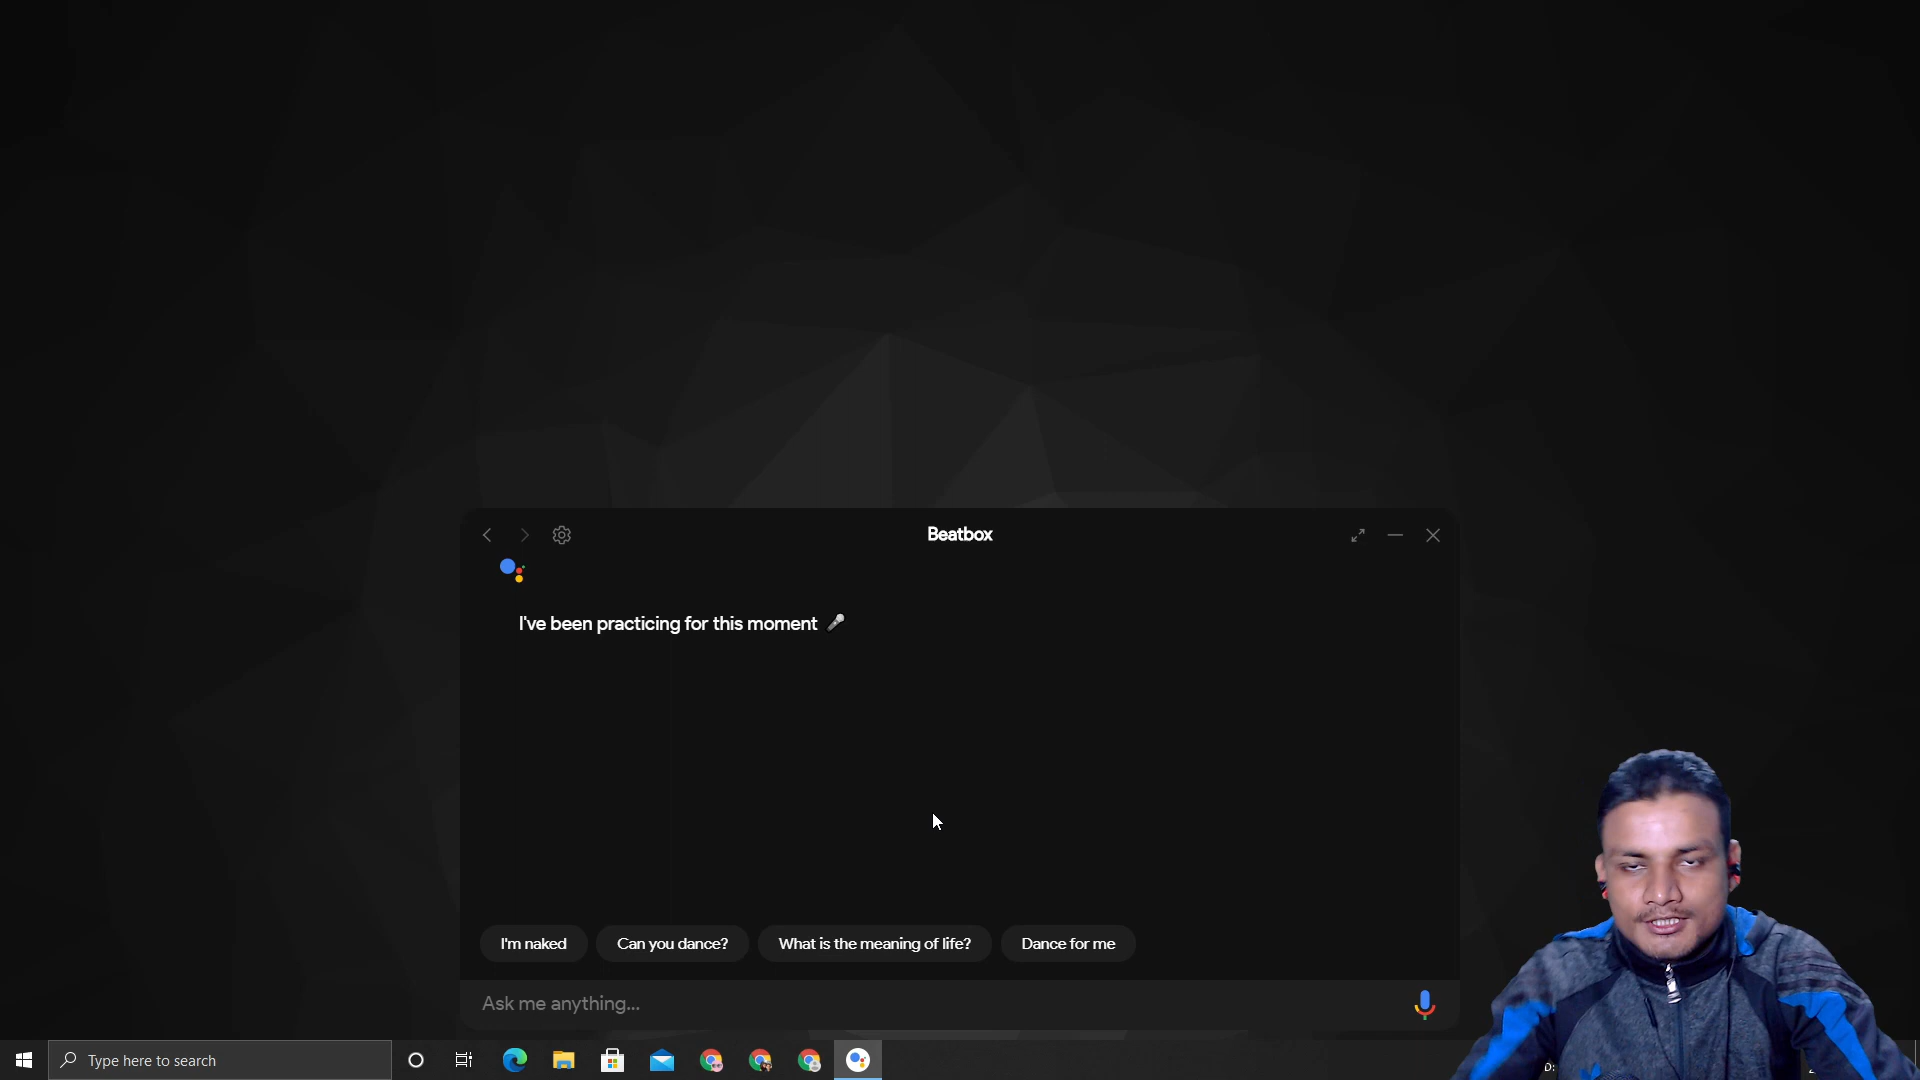 Beatbox
I've been practicing for this moment 🎤
I'm naked
Can you dance?
What is the meaning of life?
Dance for me
Ask me anything...
Type here to search
D: